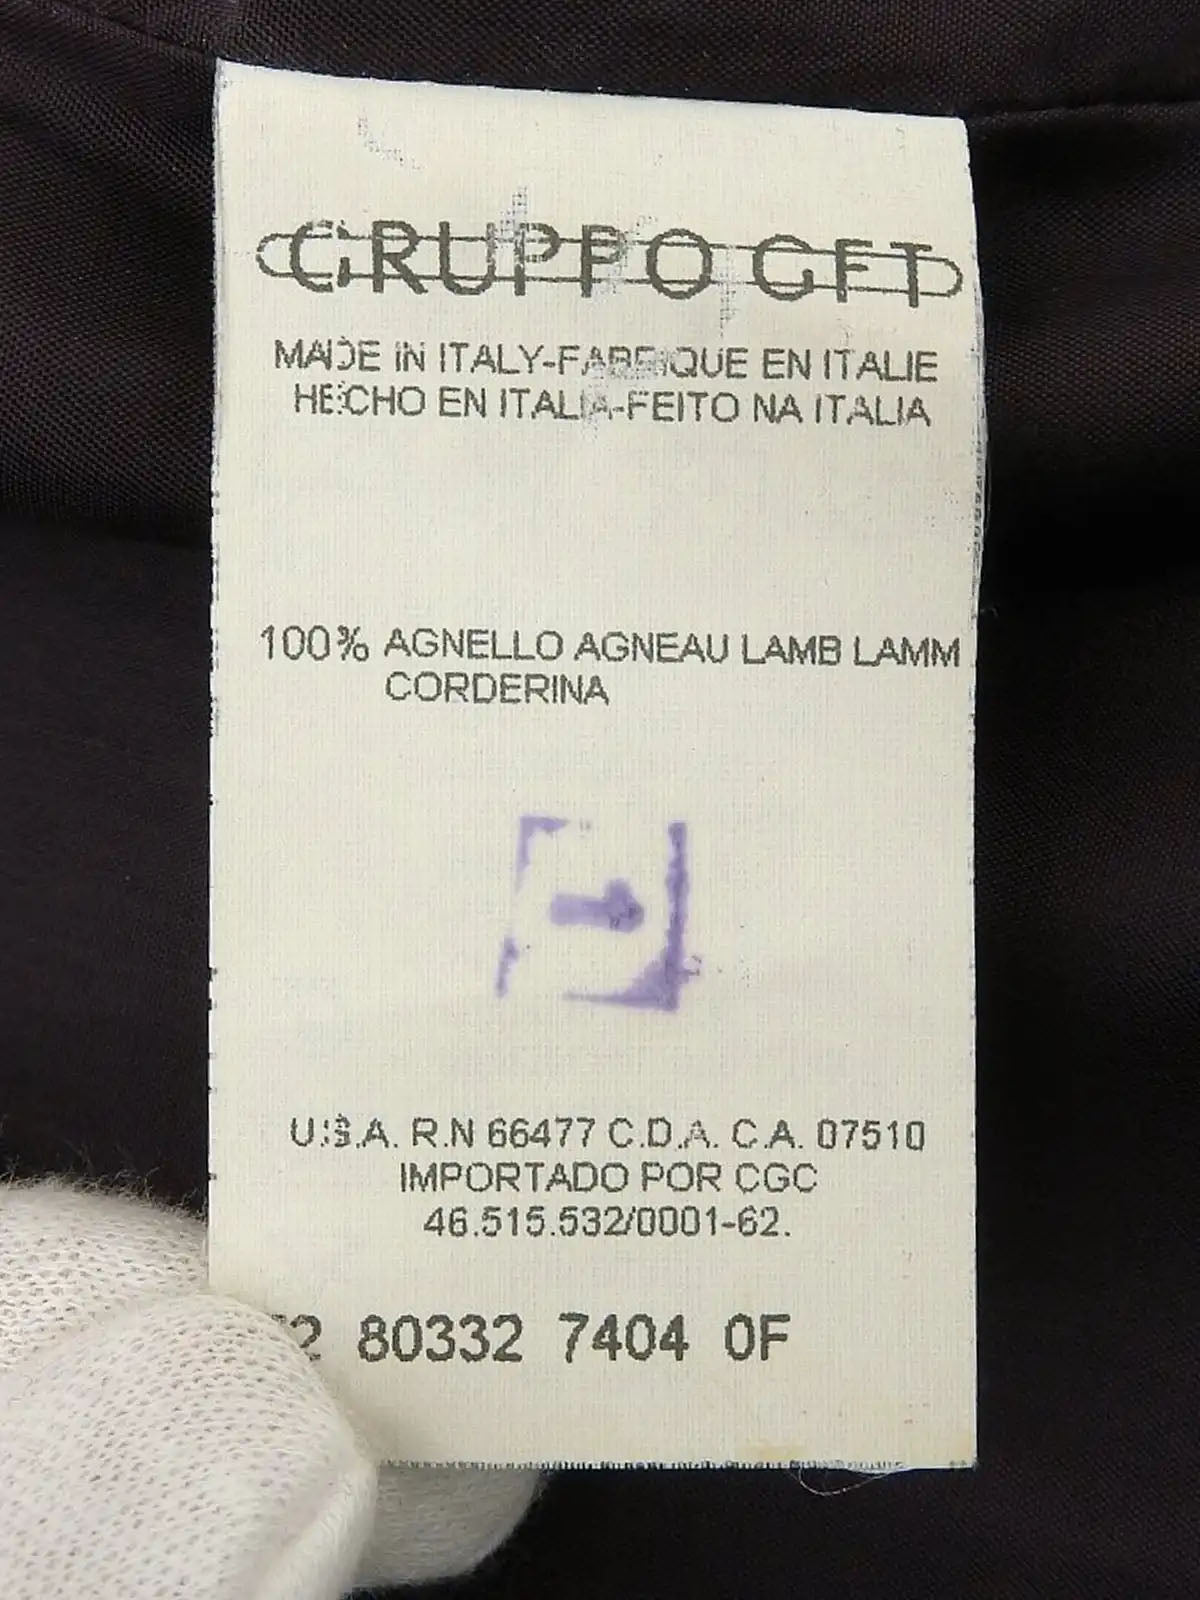 GRUPPO GFT
MADE IN ITALY-FABRIQUE EN ITALIE
HECHO EN ITALIA-FEITO NA ITALIA
100% AGNELLO AGNEAU LAMB LAMM
CORDERINA
U.S.A. R.N 66477 C.D.A. C.A. 07510
IMPORTADO POR CGC
46.515.532/0001-62.
80332 7404 0F